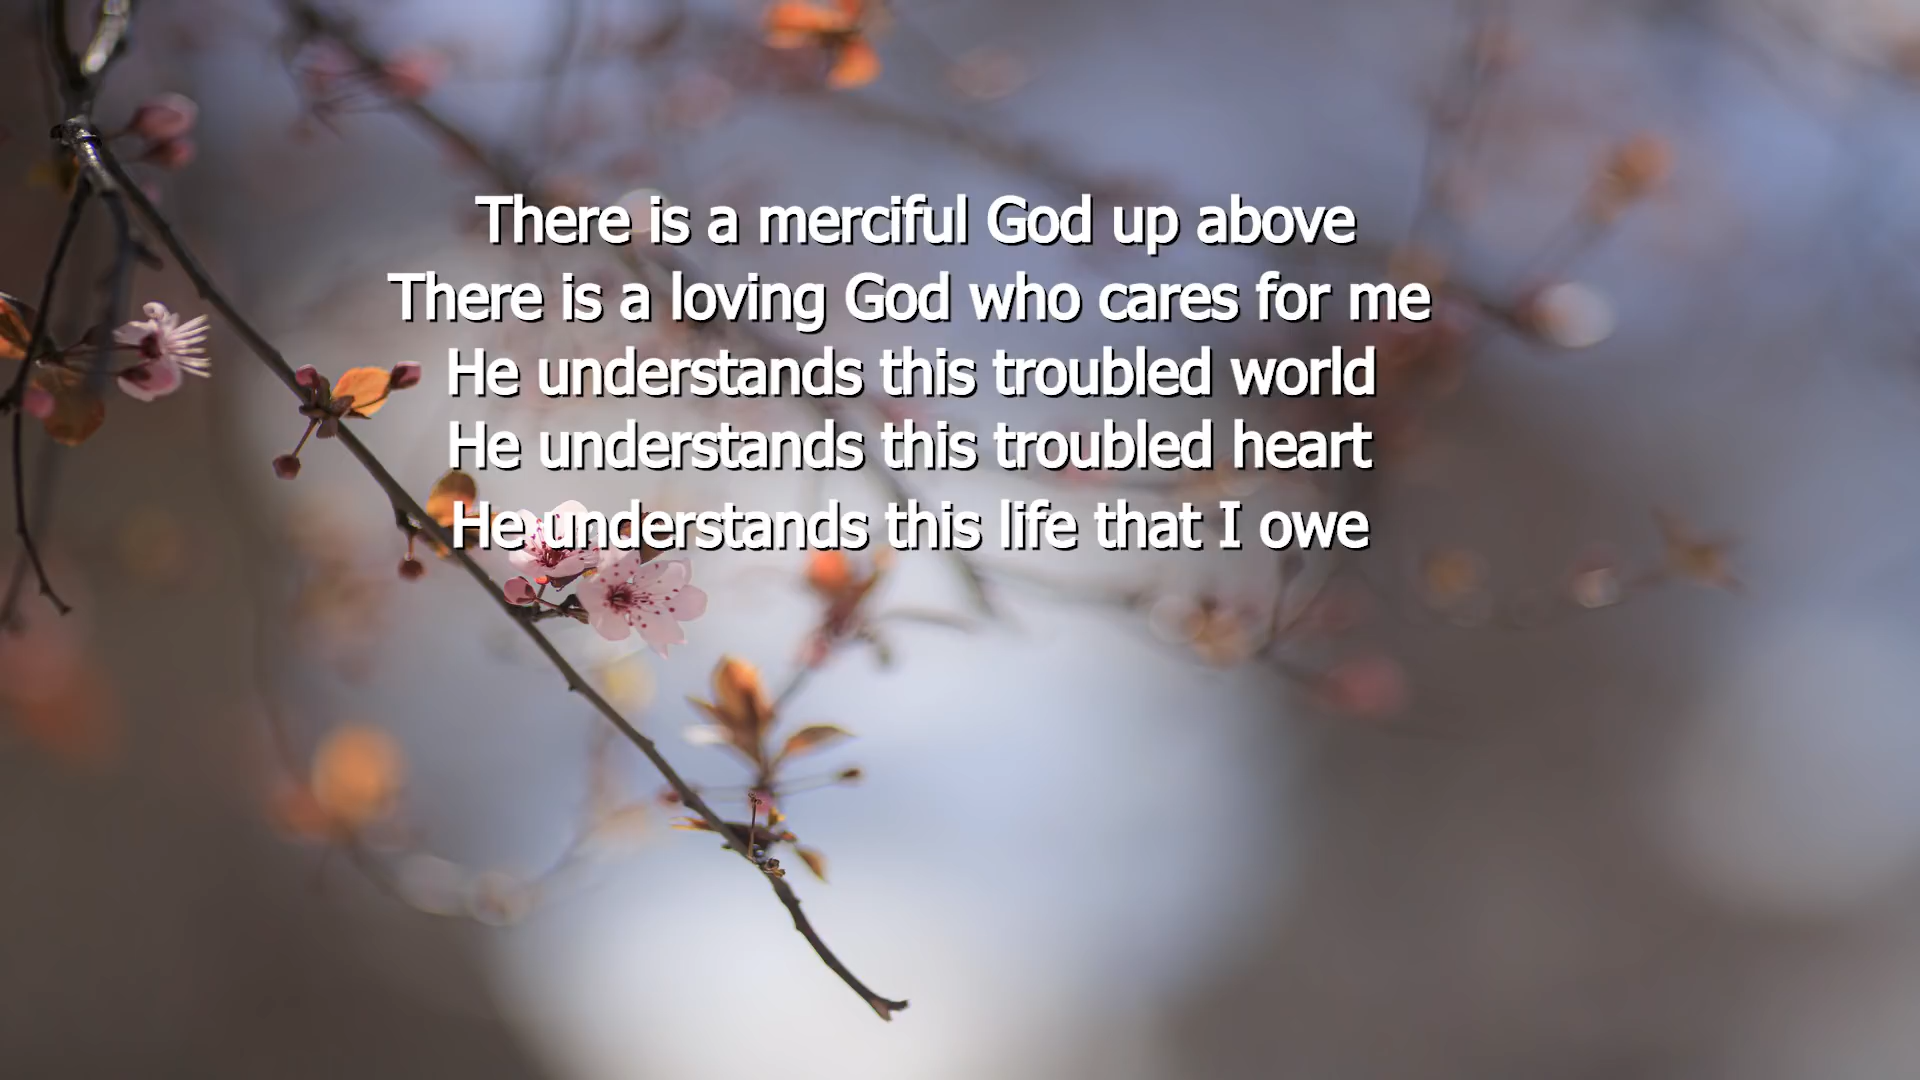 There is a merciful God up above
There is a loving God who cares for me
He understands this troubled world
He understands this troubled heart
He understands this life that I owe